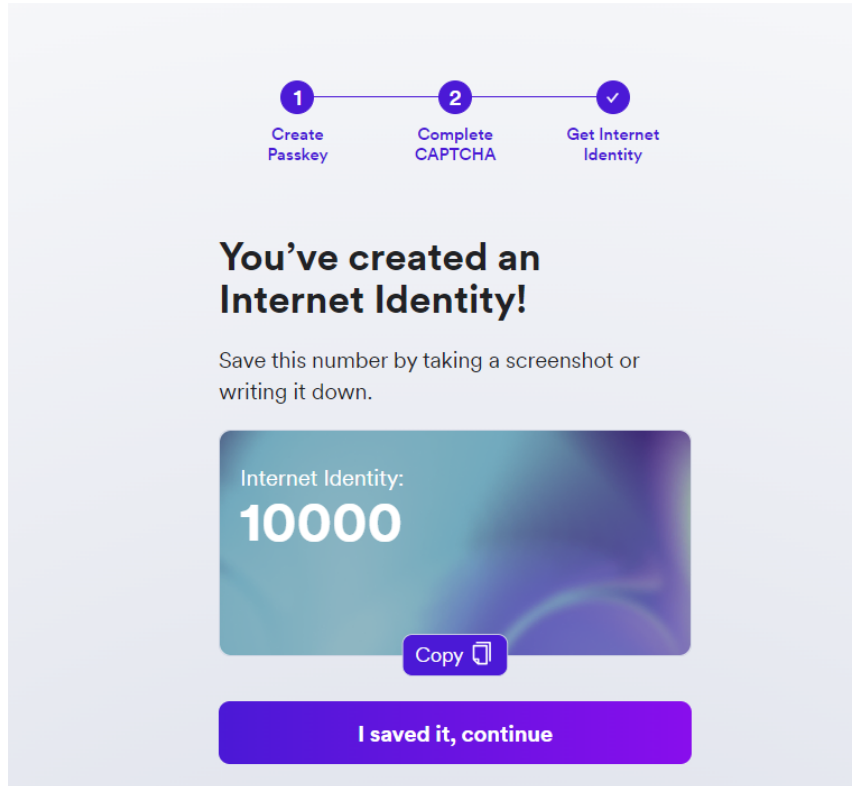 1
2
Create
Passkey
Complete
CAPTCHA
Get Internet
Identity
You’ve created an
Internet Identity!
Save this number by taking a screenshot or
writing it down.
Internet Identity:
10000
Copy
I saved it, continue